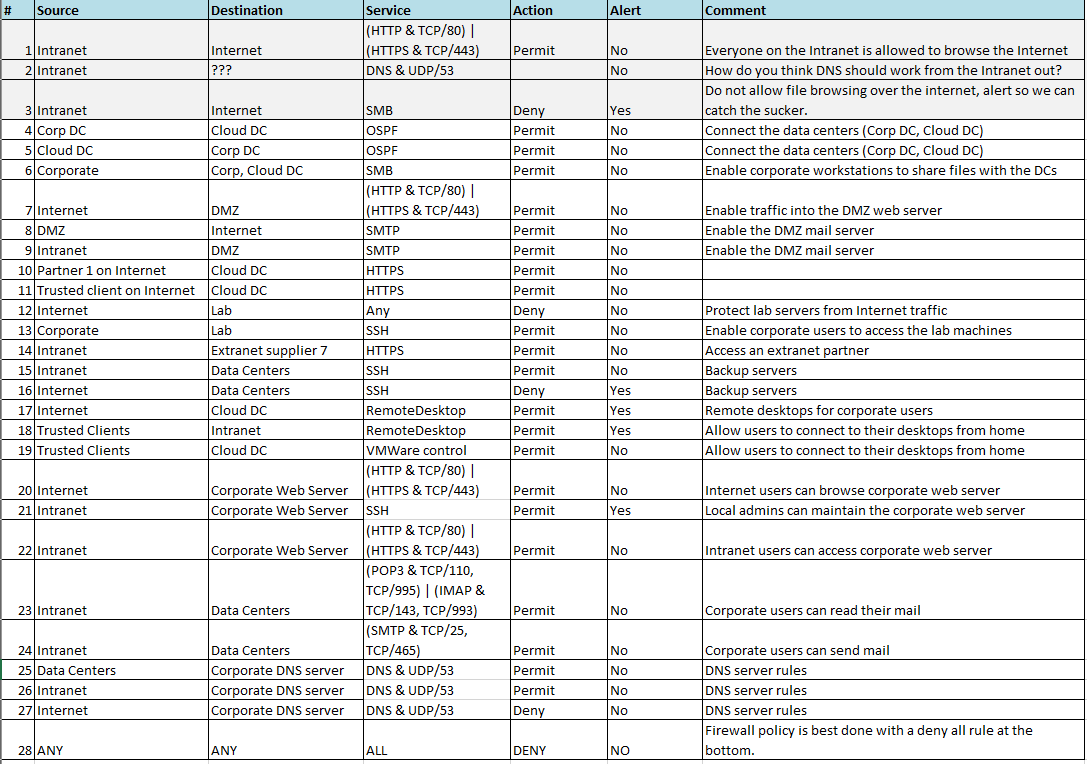 # Source Destination Service Action Alert Comment
(HTTP & TCP/80) |
1 Intranet Internet (HTTPS & TCP/443) Permit No Everyone on the Intranet is allowed to browse the Internet
2 Intranet ??? DNS & UDP/53 No How do you think DNS should work from the Intranet out?
Do not allow file browsing over the internet, alert so we can
3 Intranet Internet SMB Deny Yes catch the sucker.
4 Corp DC Cloud DC OSPF Permit No Connect the data centers (Corp DC, Cloud DC)
5 Cloud DC Corp DC OSPF Permit No Connect the data centers (Corp DC, Cloud DC)
6 Corporate Corp, Cloud DC SMB Permit No Enable corporate workstations to share files with the DCs
(HTTP & TCP/80) |
7 Internet DMZ (HTTPS & TCP/443) Permit No Enable traffic into the DMZ web server
8 DMZ Internet SMTP Permit No Enable the DMZ mail server
9 Intranet DMZ SMTP Permit No Enable the DMZ mail server
10 Partner 1 on Internet Cloud DC HTTPS Permit No
11 Trusted client on Internet Cloud DC HTTPS Permit No
12 Internet Lab Any Deny No Protect lab servers from Internet traffic
13 Corporate Lab SSH Permit No Enable corporate users to access the lab machines
14 Intranet Extranet supplier 7 HTTPS Permit No Access an extranet partner
15 Intranet Data Centers SSH Permit No Backup servers
16 Internet Data Centers SSH Deny Yes Backup servers
17 Internet Cloud DC RemoteDesktop Permit Yes Remote desktops for corporate users
18 Trusted Clients Intranet RemoteDesktop Permit Yes Allow users to connect to their desktops from home
19 Trusted Clients Cloud DC VMWare control Permit No Allow users to connect to their desktops from home
(HTTP & TCP/80) |
20 Internet Corporate Web Server (HTTPS & TCP/443) Permit No Internet users can browse corporate web server
21 Intranet Corporate Web Server SSH Permit Yes Local admins can maintain the corporate web server
(HTTP & TCP/80) |
22 Intranet Corporate Web Server (HTTPS & TCP/443) Permit No Intranet users can access corporate web server
(POP3 & TCP/110,
TCP/995) | (IMAP &
23 Intranet Data Centers TCP/143, TCP/993) Permit No Corporate users can read their mail
(SMTP & TCP/25,
24 Intranet Data Centers TCP/465) Permit No Corporate users can send mail
25 Data Centers Corporate DNS server DNS & UDP/53 Permit No DNS server rules
26 Intranet Corporate DNS server DNS & UDP/53 Permit No DNS server rules
27 Internet Corporate DNS server DNS & UDP/53 Deny No DNS server rules
Firewall policy is best done with a deny all rule at the
28 ANY ANY ALL DENY NO bottom.